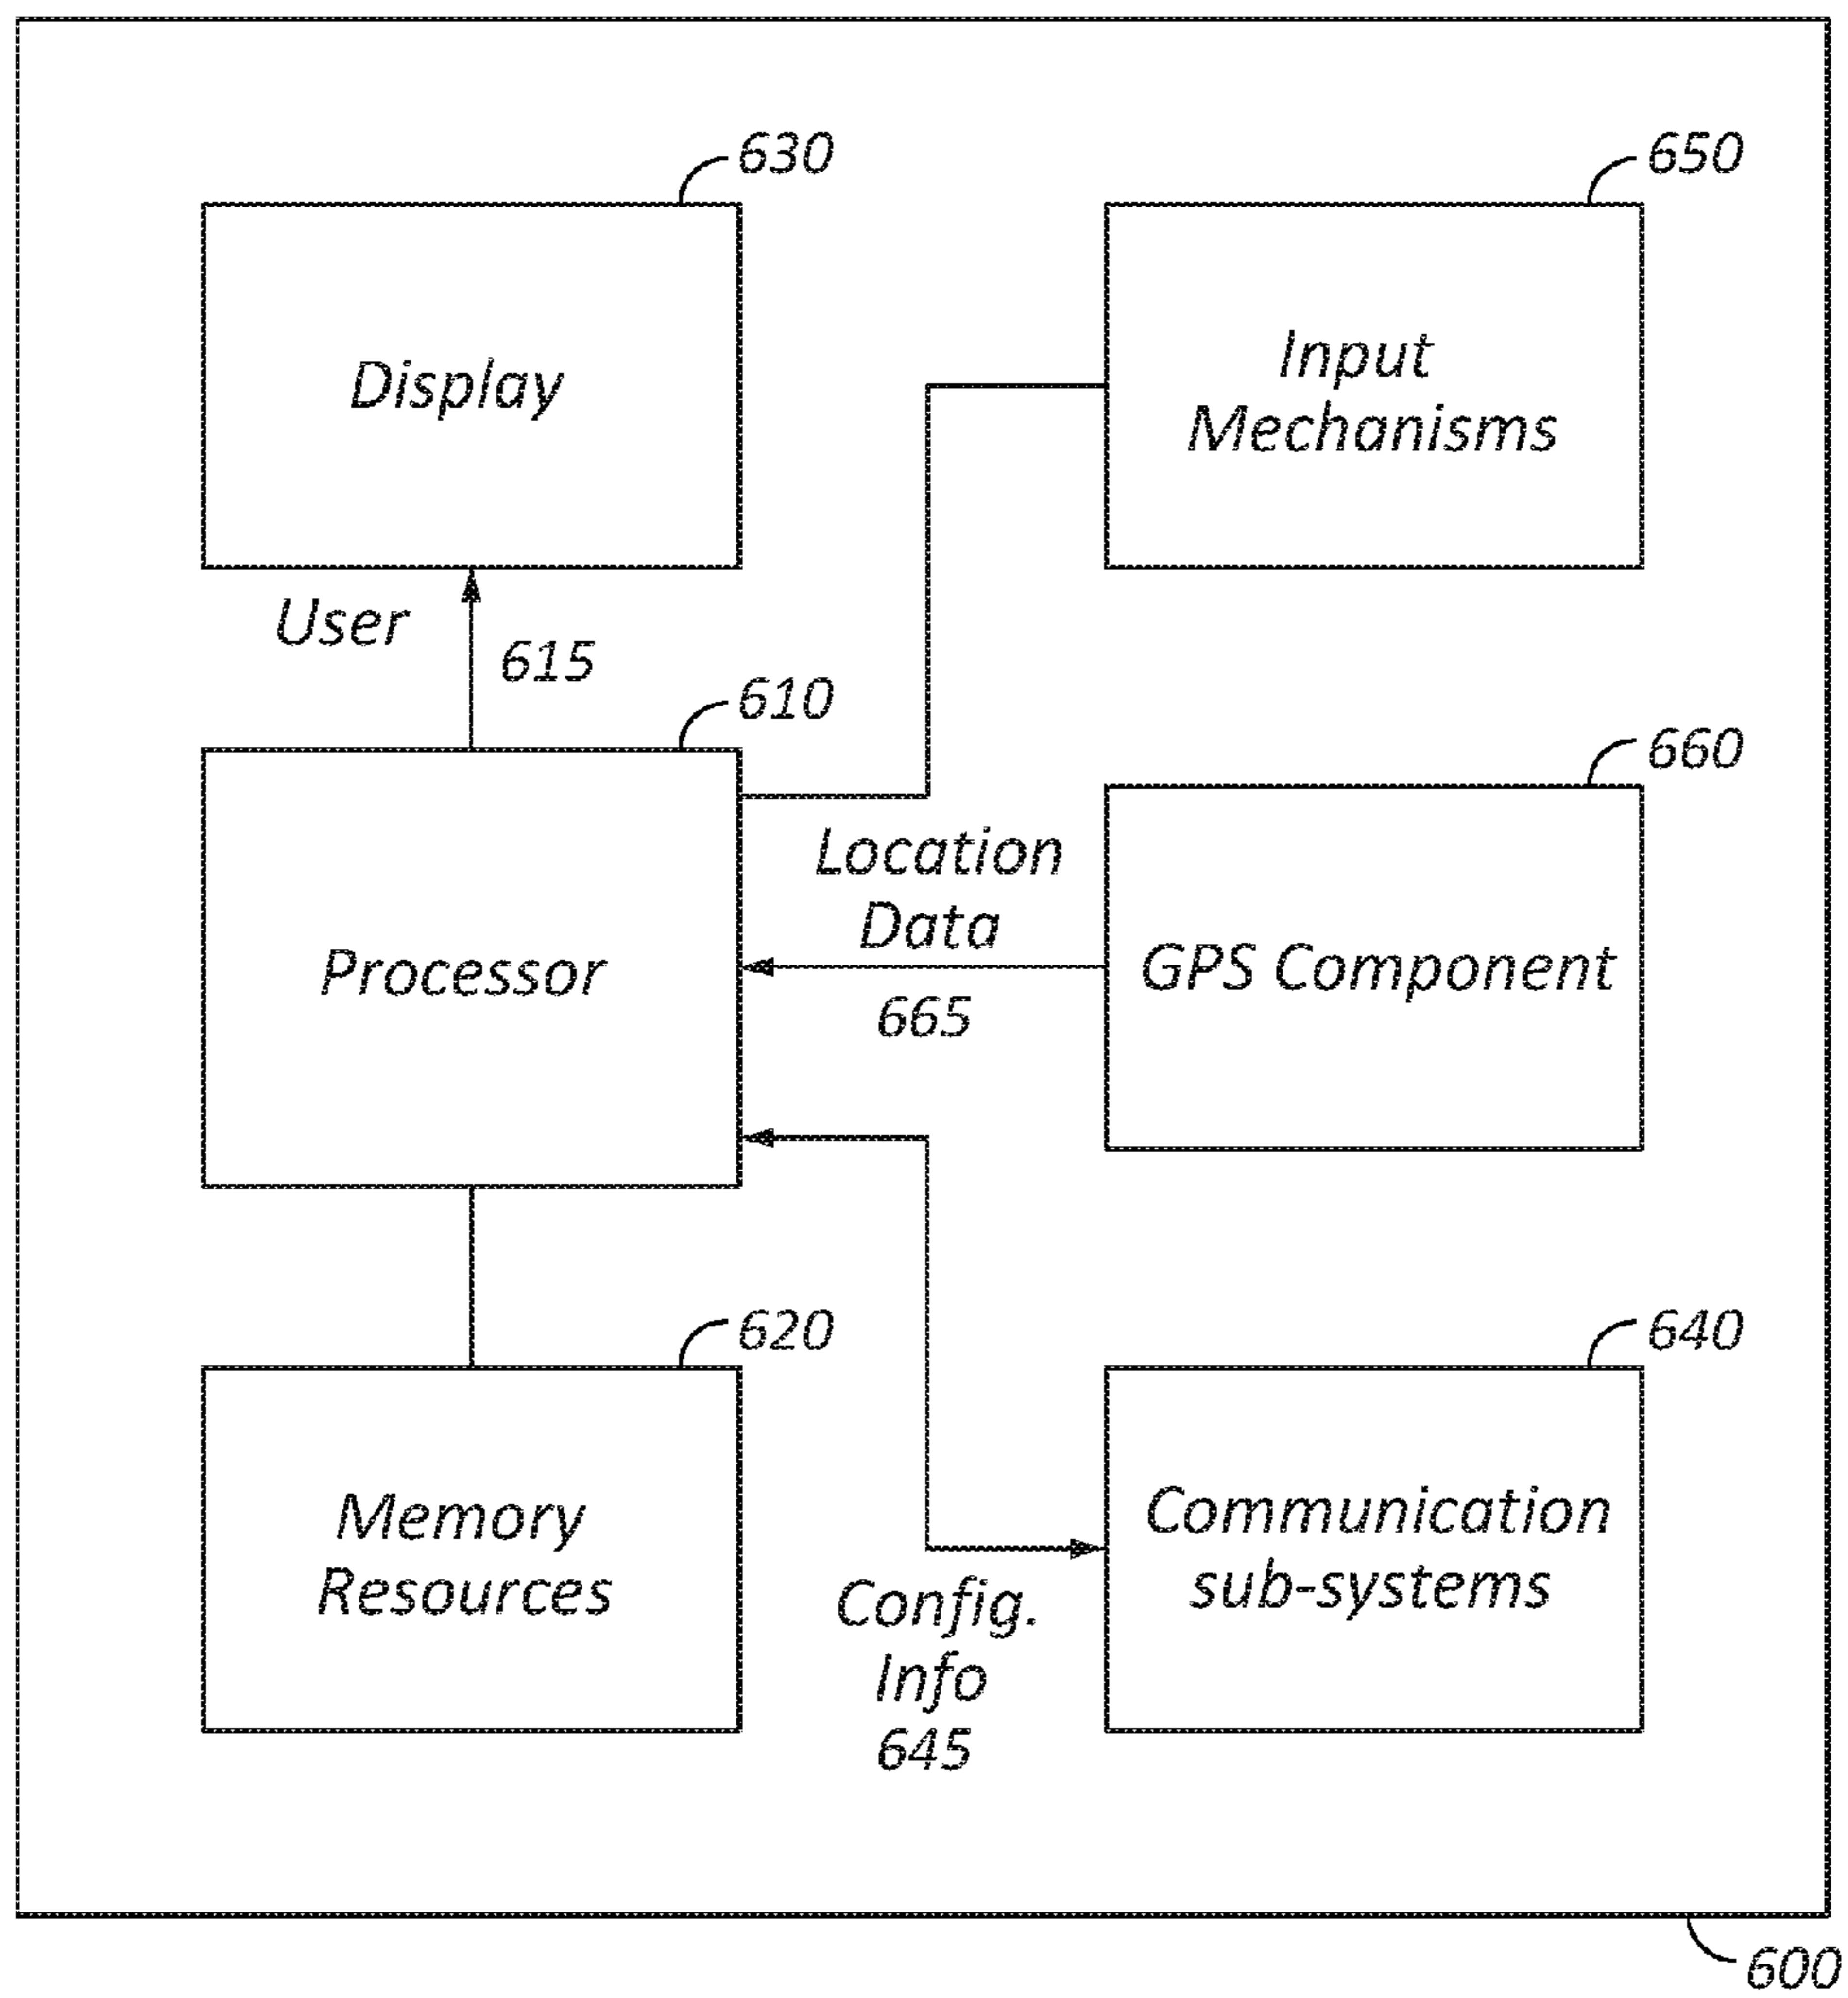 630
650
Display
Input
Mechanisms
User
615
610
660
Location
Data
Processor
GPS Component
665
620
640
Memory
Resources
Communication
sub-systems
Config.
Info
645
600